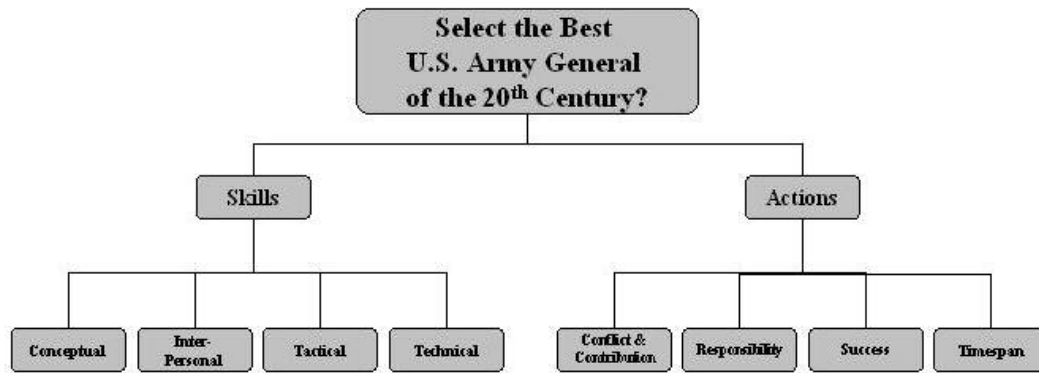 Select the Best
U.S. Army General
of the 20th Century?
Skills
Actions
Conceptual
Inter-
Personal
Tactical
Technical
Conflict &
Contribution
Responsibility
Success
Timespan